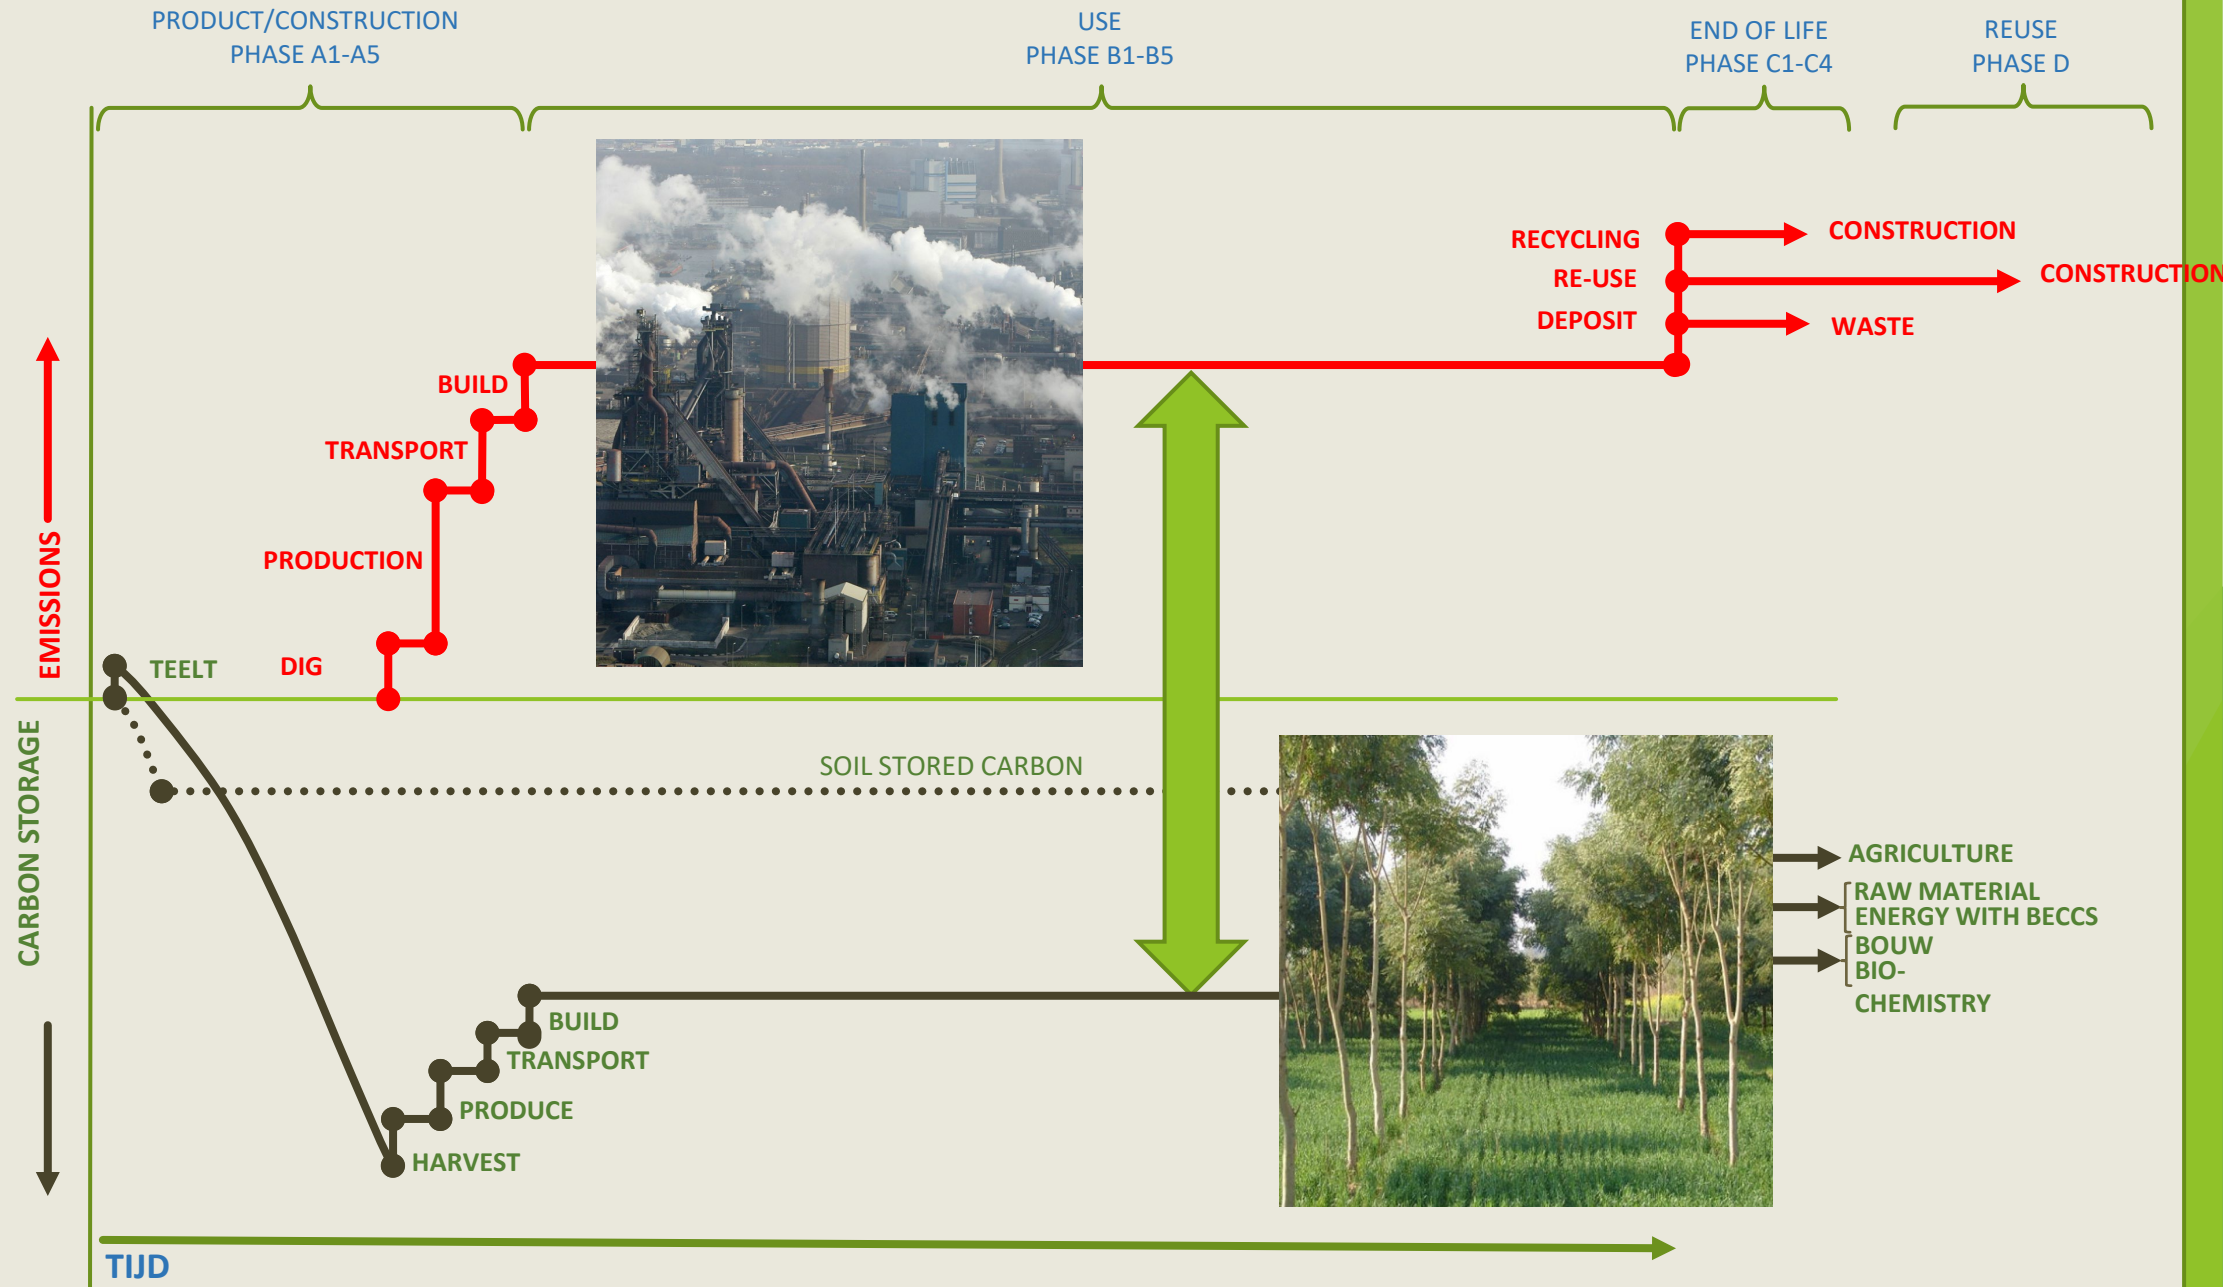 PRODUCT/CONSTRUCTION
PHASE A1-A5
USE
PHASE B1-B5
END OF LIFE
PHASE C1-C4
REUSE
PHASE D
RECYCLING
CONSTRUCTION
RE-USE
CONSTRUCTION
DEPOSIT
WASTE
BUILD
TRANSPORT
PRODUCTION
DIG
EMISSIONS
TEELT
CARBON STORAGE
SOIL STORED CARBON
AGRICULTURE
RAW MATERIAL
ENERGY WITH BECCS
BOUW
BIO-
CHEMISTRY
BUILD
TRANSPORT
PRODUCE
HARVEST
TIJD